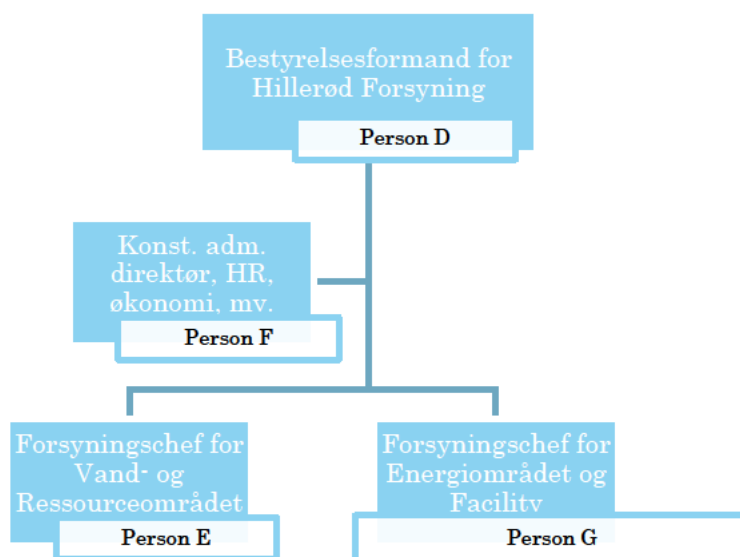 Bestyrelsesformand for
Hillerød Forsyning
Person D
Konst. adm.
direktør, HR,
økonomi, mv.
Person F
Forsyningschef for
Vand- og
Ressourceområdet
Person E
Forsyningschef for
Energiområdet og
Facility
Person G